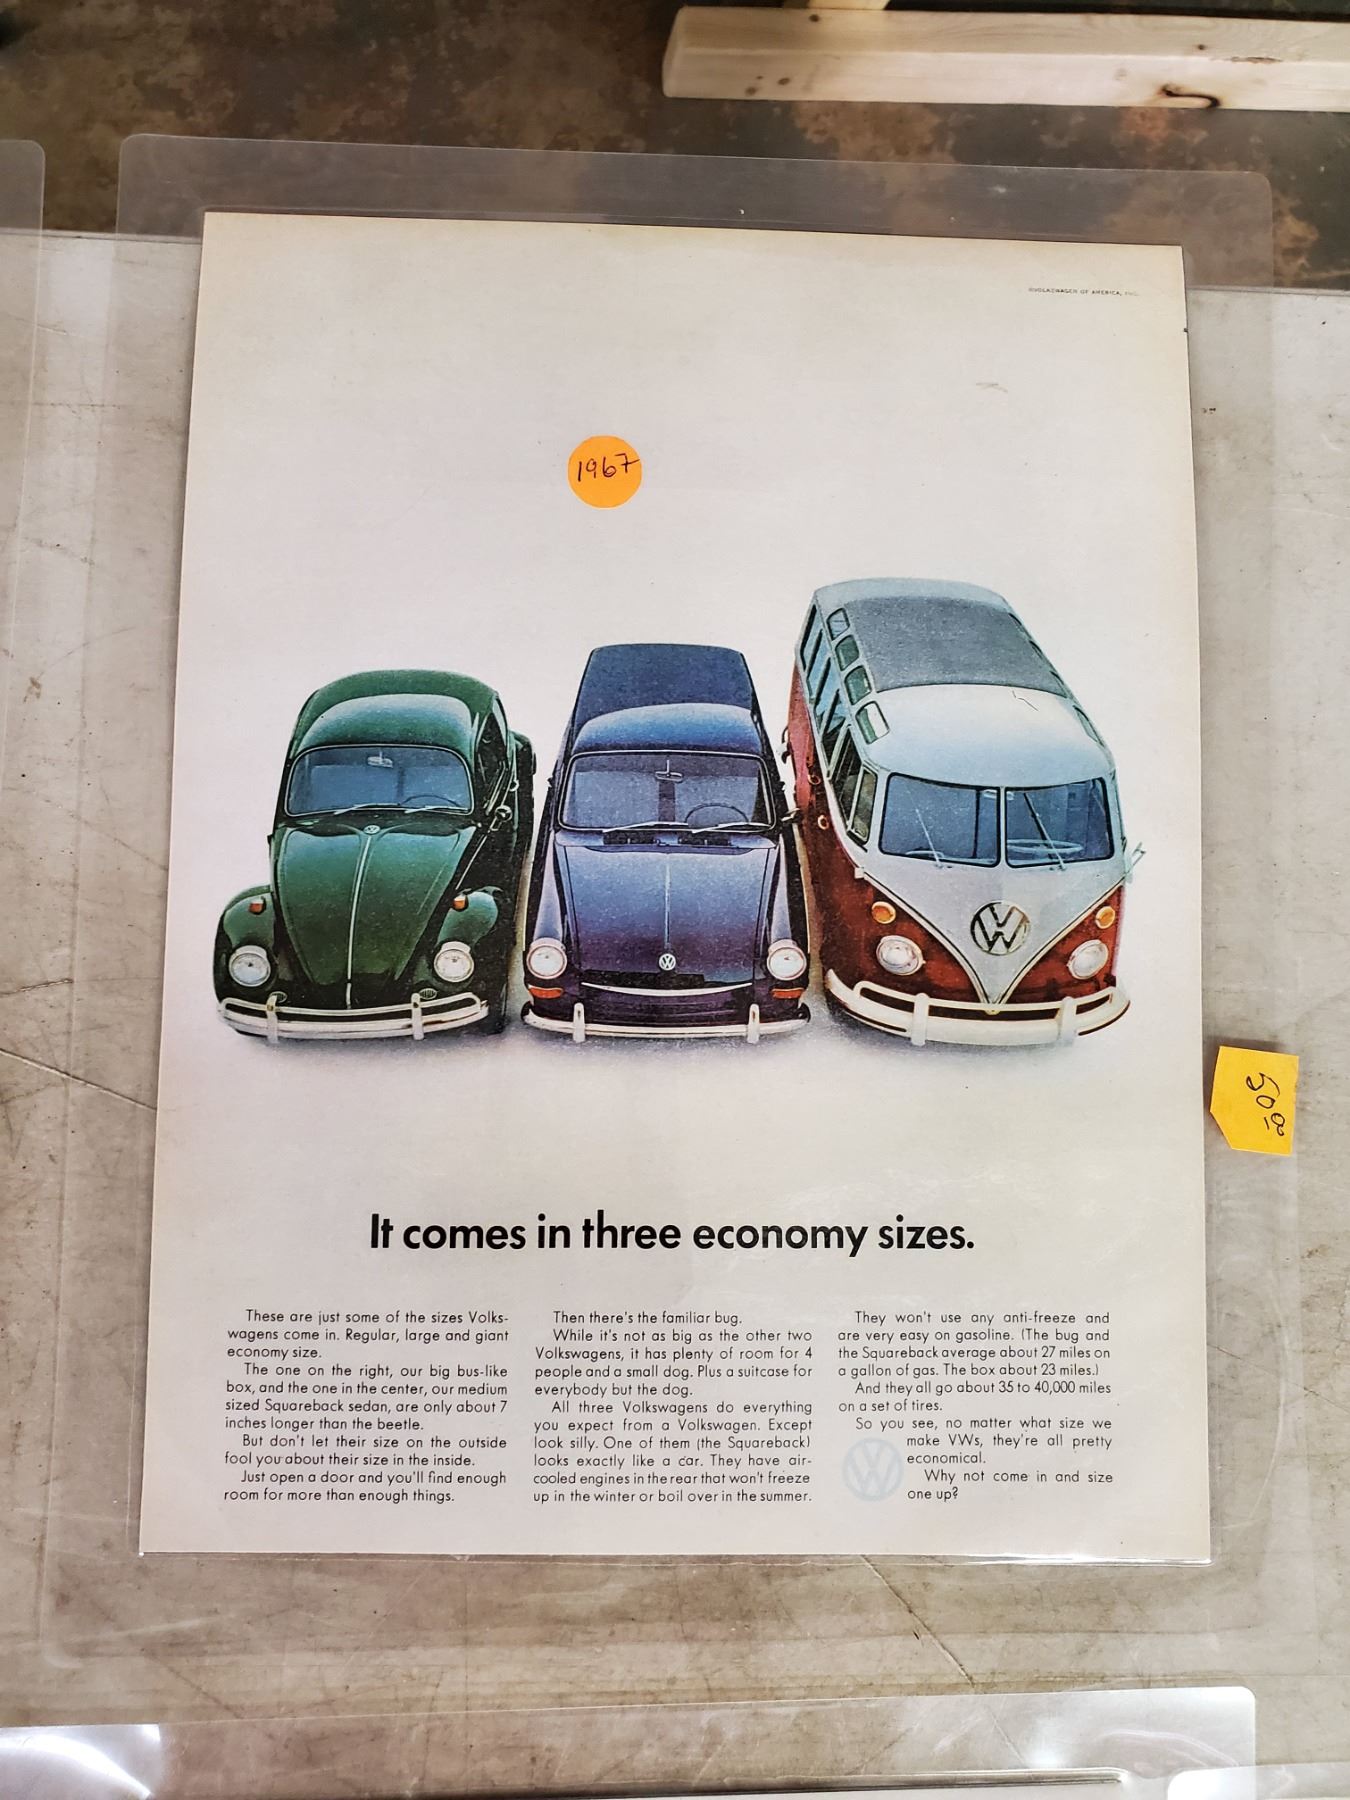 ©VOLKSWAGEN OF AMERICA, INC.
1967
50.00
It comes in three economy sizes.
These are just some of the sizes Volks-
wagens come in. Regular, large and giant
economy size.
The one on the right, our big bus-like
box, and the one in the center, our medium
sized Squareback sedan, are only about 7
inches longer than the beetle.
But don't let their size on the outside
fool you about their size in the inside.
Just open a door and you'll find enough
room for more than enough things.
Then there's the familiar bug.
While it's not as big as the other two
Volkswagens, it has plenty of room for 4
people and a small dog. Plus a suitcase for
everybody but the dog.
All three Volkswagens do everything
you expect from a Volkswagen. Except
look silly. One of them (the Squareback)
looks exactly like a car. They have air-
cooled engines in the rear that won't freeze
up in the winter or boil over in the summer.
They won't use any anti-freeze and
are very easy on gasoline. (The bug and
the Squareback average about 27 miles on
a gallon of gas. The box about 23 miles.)
And they all go about 35 to 40,000 miles
on a set of tires.
So you see, no matter what size we
make VWs, they're all pretty
economical.
Why not come in and size
one up?